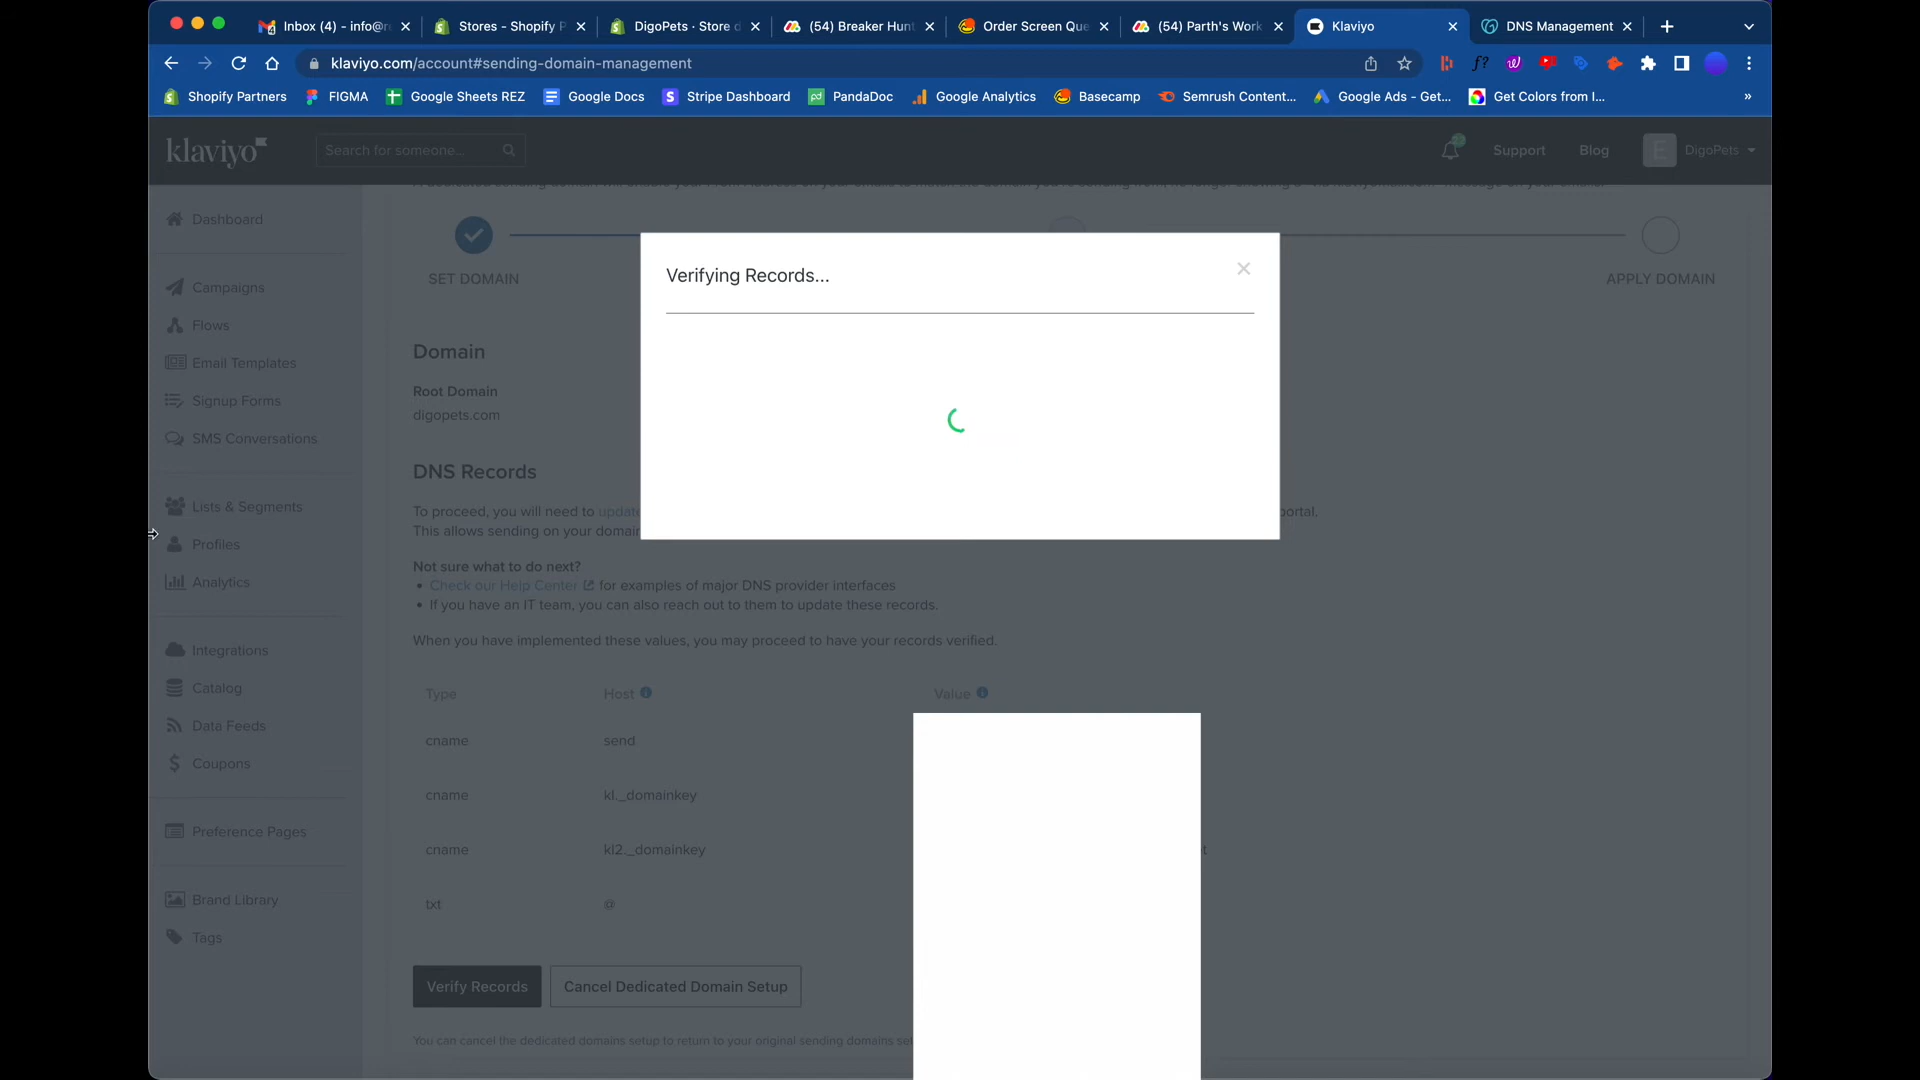 Inbox (4) - info@r
Stores - Shopify P
DigoPets · Store d
(54) Breaker Hunt
Order Screen Que
(54) Parth's Work
Klaviyo
DNS Management
klaviyo.com/account#sending-domain-management
Shopify Partners
FIGMA
Google Sheets REZ
Google Docs
Stripe Dashboard
PandaDoc
Google Analytics
Basecamp
Semrush Content...
Google Ads - Get...
Get Colors from I...
»
klaviyo
Search for someone...
Support
Blog
E
DigoPets
Dashboard
Campaigns
Flows
Email Templates
Signup Forms
SMS Conversations
Lists & Segments
Profiles
Analytics
Integrations
Catalog
Data Feeds
Coupons
Preference Pages
Brand Library
Tags
SET DOMAIN
APPLY DOMAIN
Verifying Records...
Domain
Root Domain
digopets.com
DNS Records
To proceed, you will need to update portal.
This allows sending on your domain
Not sure what to do next?
• Check our Help Center for examples of major DNS provider interfaces
• If you have an IT team, you can also reach out to them to update these records.
When you have implemented these values, you may proceed to have your records verified.
Type Host Value
cname send
cname kl._domainkey
cname kl2._domainkey
txt @
Verify Records
Cancel Dedicated Domain Setup
You can cancel the dedicated domains setup to return to your original sending domains se